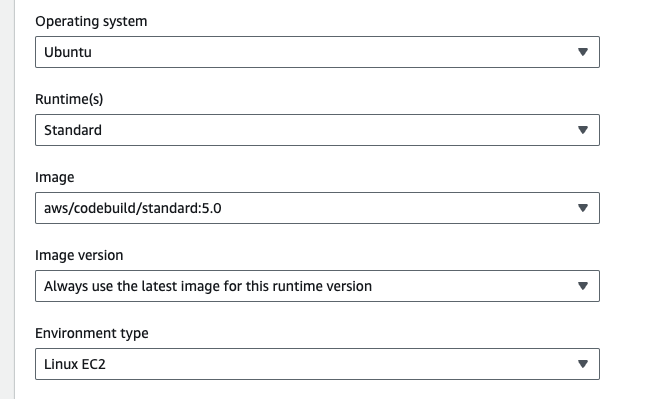 Operating system
Ubuntu
Runtime(s)
Standard
Image
aws/codebuild/standard:5.0
Image version
Always use the latest image for this runtime version
Environment type
Linux EC2